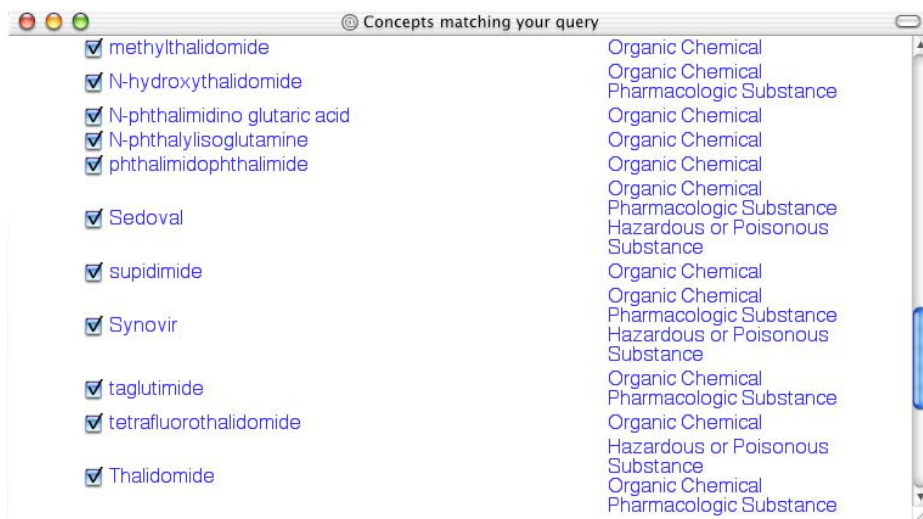 Concepts matching your query
methylthalidomide Organic Chemical
N-hydroxythalidomide Organic Chemical
Pharmacologic Substance
N-phthalimidino glutaric acid Organic Chemical
N-phthalylisoglutamine Organic Chemical
phthalimidophthalimide Organic Chemical
Sedoval Organic Chemical
Pharmacologic Substance
Hazardous or Poisonous
Substance
supidimide Organic Chemical
Synovir Organic Chemical
Pharmacologic Substance
Hazardous or Poisonous
Substance
taglutimide Organic Chemical
Pharmacologic Substance
tetrafluorothalidomide Organic Chemical
Thalidomide Hazardous or Poisonous
Substance
Organic Chemical
Pharmacologic Substance